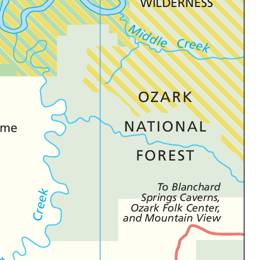 WILDERNESS
Middle Creek
OZARK
NATIONAL
FOREST
me
To Blanchard
Springs Caverns,
Ozark Folk Center,
and Mountain View
Creek